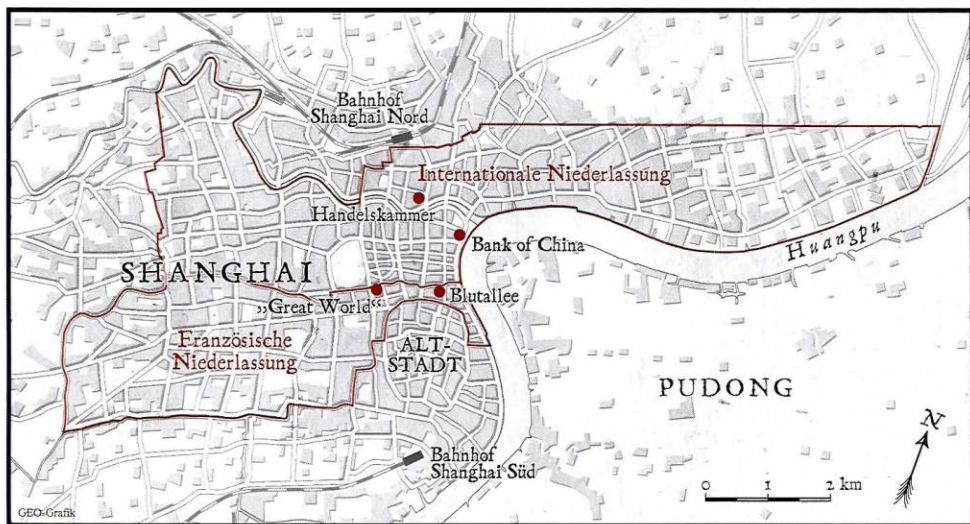 Bahnhof
Shanghai Nord
Internationale Niederlassung
Handelskammer
Bank of China
Huangpu
SHANGHAI
„Great World“
Blutallee
Französische
Niederlassung
ALT-
STADT
PUDONG
N
Bahnhof
Shanghai Süd
0 1 2 km
GEO-Grafik